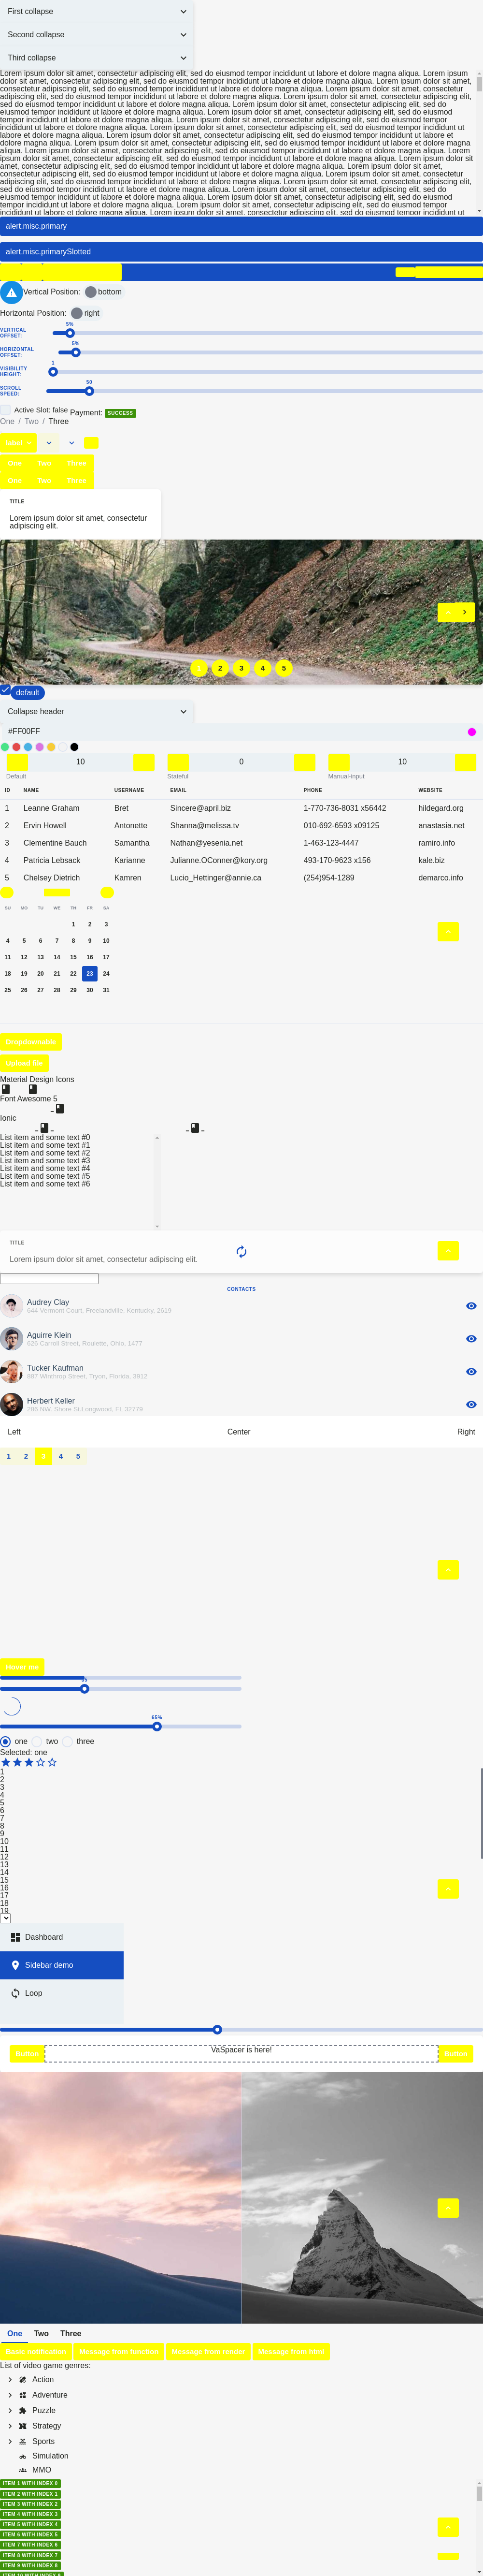 First collapse
Second collapse
Third collapse
Lorem ipsum dolor sit amet, consectetur adipiscing elit, sed do eiusmod tempor incididunt ut labore et dolore magna aliqua. Lorem ipsum
dolor sit amet, consectetur adipiscing elit, sed do eiusmod tempor incididunt ut labore et dolore magna aliqua. Lorem ipsum dolor sit amet,
consectetur adipiscing elit, sed do eiusmod tempor incididunt ut labore et dolore magna aliqua. Lorem ipsum dolor sit amet, consectetur
adipiscing elit, sed do eiusmod tempor incididunt ut labore et dolore magna aliqua. Lorem ipsum dolor sit amet, consectetur adipiscing elit,
sed do eiusmod tempor incididunt ut labore et dolore magna aliqua. Lorem ipsum dolor sit amet, consectetur adipiscing elit, sed do
eiusmod tempor incididunt ut labore et dolore magna aliqua. Lorem ipsum dolor sit amet, consectetur adipiscing elit, sed do eiusmod
tempor incididunt ut labore et dolore magna aliqua. Lorem ipsum dolor sit amet, consectetur adipiscing elit, sed do eiusmod tempor
incididunt ut labore et dolore magna aliqua. Lorem ipsum dolor sit amet, consectetur adipiscing elit, sed do eiusmod tempor incididunt ut
labore et dolore magna aliqua. Lorem ipsum dolor sit amet, consectetur adipiscing elit, sed do eiusmod tempor incididunt ut labore et
dolore magna aliqua. Lorem ipsum dolor sit amet, consectetur adipiscing elit, sed do eiusmod tempor incididunt ut labore et dolore magna
aliqua. Lorem ipsum dolor sit amet, consectetur adipiscing elit, sed do eiusmod tempor incididunt ut labore et dolore magna aliqua. Lorem
ipsum dolor sit amet, consectetur adipiscing elit, sed do eiusmod tempor incididunt ut labore et dolore magna aliqua. Lorem ipsum dolor sit
amet, consectetur adipiscing elit, sed do eiusmod tempor incididunt ut labore et dolore magna aliqua. Lorem ipsum dolor sit amet,
consectetur adipiscing elit, sed do eiusmod tempor incididunt ut labore et dolore magna aliqua. Lorem ipsum dolor sit amet, consectetur
adipiscing elit, sed do eiusmod tempor incididunt ut labore et dolore magna aliqua. Lorem ipsum dolor sit amet, consectetur adipiscing elit,
sed do eiusmod tempor incididunt ut labore et dolore magna aliqua. Lorem ipsum dolor sit amet, consectetur adipiscing elit, sed do
eiusmod tempor incididunt ut labore et dolore magna aliqua. Lorem ipsum dolor sit amet, consectetur adipiscing elit, sed do eiusmod
tempor incididunt ut labore et dolore magna aliqua. Lorem ipsum dolor sit amet, consectetur adipiscing elit, sed do eiusmod tempor
incididunt ut labore et dolore magna aliqua. Lorem ipsum dolor sit amet, consectetur adipiscing elit, sed do eiusmod tempor incididunt ut
alert.misc.primary
alert.misc.primarySlotted
Vertical Position: bottom
Horizontal Position: right
VERTICAL OFFSET: 5%
HORIZONTAL OFFSET: 5%
VISIBILITY HEIGHT: 1
SCROLL SPEED: 50
Active Slot: false Payment: SUCCESS
One / Two / Three
label
One Two Three
One Two Three
TITLE
Lorem ipsum dolor sit amet, consectetur
adipiscing elit.
1 2 3 4 5
default
Collapse header
#FF00FF
10 0 10
Default Stateful Manual-input
ID NAME USERNAME EMAIL PHONE WEBSITE
1 Leanne Graham Bret Sincere@april.biz 1-770-736-8031 x56442 hildegard.org
2 Ervin Howell Antonette Shanna@melissa.tv 010-692-6593 x09125 anastasia.net
3 Clementine Bauch Samantha Nathan@yesenia.net 1-463-123-4447 ramiro.info
4 Patricia Lebsack Karianne Julianne.OConner@kory.org 493-170-9623 x156 kale.biz
5 Chelsey Dietrich Kamren Lucio_Hettinger@annie.ca (254)954-1289 demarco.info
SU MO TU WE TH FR SA
1 2 3
4 5 6 7 8 9 10
11 12 13 14 15 16 17
18 19 20 21 22 23 24
25 26 27 28 29 30 31
Upload file
Material Design Icons
Font Awesome 5
Ionic
List item and some text #0
List item and some text #1
List item and some text #2
List item and some text #3
List item and some text #4
List item and some text #5
List item and some text #6
TITLE
Lorem ipsum dolor sit amet, consectetur adipiscing elit.
CONTACTS
Audrey Clay
644 Vermont Court, Freelandville, Kentucky, 2619
Aguirre Klein
626 Carroll Street, Roulette, Ohio, 1477
Tucker Kaufman
887 Winthrop Street, Tryon, Florida, 3912
Herbert Keller
286 NW. Shore St.Longwood, FL 32779
Left Center Right
1 2 3 4 5
Hover me
35
65%
one two three
Selected: one
1
2
3
4
5
6
7
8
9
10
11
12
13
14
15
16
17
18
19
Dashboard
Sidebar demo
Loop
Button VaSpacer is here! Button
One Two Three
List of video game genres:
Action
Adventure
Puzzle
Strategy
Sports
Simulation
MMO
ITEM 1 WITH INDEX 0
ITEM 2 WITH INDEX 1
ITEM 3 WITH INDEX 2
ITEM 4 WITH INDEX 3
ITEM 5 WITH INDEX 4
ITEM 6 WITH INDEX 5
ITEM 7 WITH INDEX 6
ITEM 8 WITH INDEX 7
ITEM 9 WITH INDEX 8
ITEM 10 WITH INDEX 9